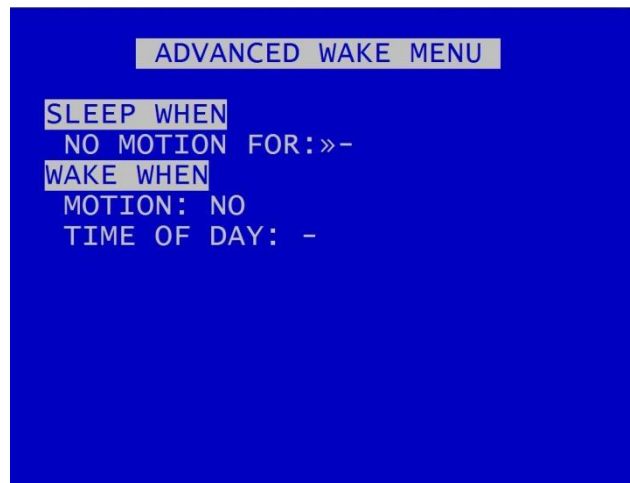 ADVANCED WAKE MENU
SLEEP WHEN
NO MOTION FOR:»-
WAKE WHEN
MOTION: NO
TIME OF DAY: -